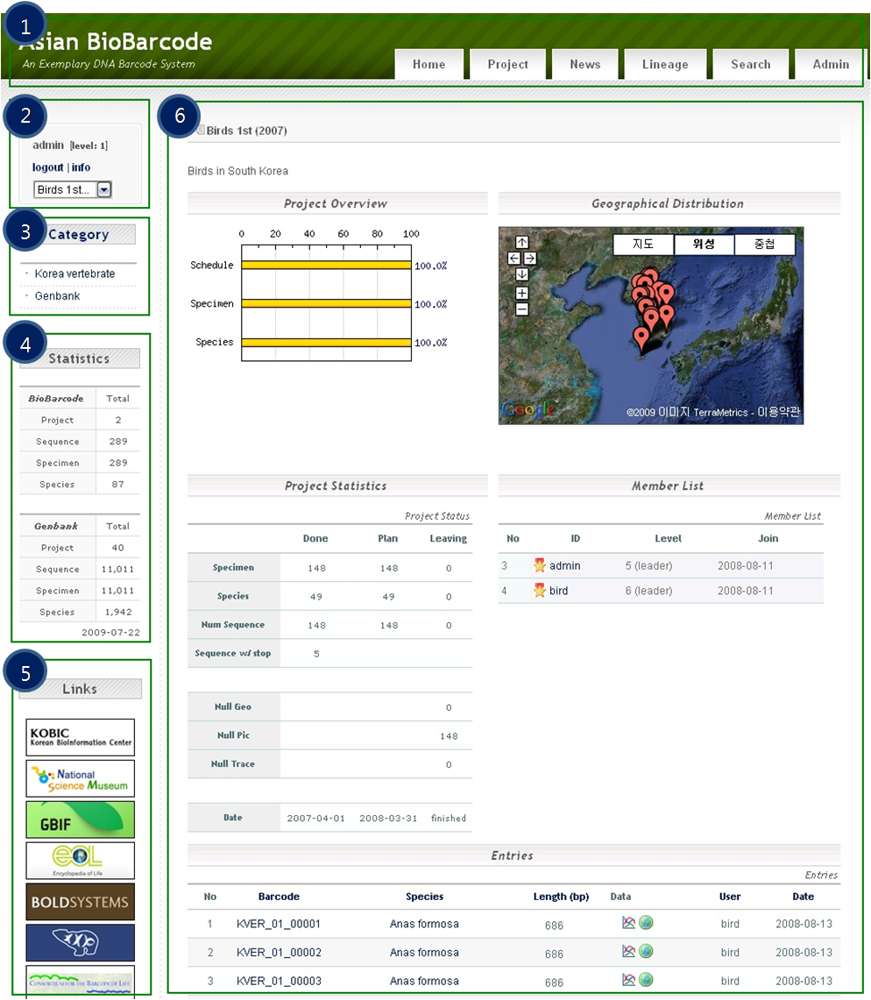 1
Asian BioBarcode
An Exemplary DNA Barcode System
Home Project News Lineage Search Admin
2
admin [level: 1]
logout | info
Birds 1st...
3
Category
· Korea vertebrate
· Genbank
4
Statistics
BioBarcode Total
Project 2
Sequence 289
Specimen 289
Species 87
Genbank Total
Project 40
Sequence 11,011
Specimen 11,011
Species 1,942
2009-07-22
5
Links
KOBIC
Korean BioInformation Center
National
Science Museum
GBIF
eOL
Encyclopedia of Life
BOLDSYSTEMS
CONSORTIUM FOR THE BARCODE OF LIFE
6
Birds 1st (2007)
Birds in South Korea
Project Overview
0 20 40 60 80 100
Schedule 100.0%
Specimen 100.0%
Species 100.0%
Geographical Distribution
지도 위성 중첩
Google
©2009 이미지 TerraMetrics - 이용약관
Project Statistics
Project Status
Done Plan Leaving
Specimen 148 148 0
Species 49 49 0
Num Sequence 148 148 0
Sequence w/ stop 5
Null Geo 0
Null Pic 148
Null Trace 0
Date 2007-04-01 2008-03-31 finished
Member List
Member List
No ID Level Join
3 admin 5 (leader) 2008-08-11
4 bird 6 (leader) 2008-08-11
Entries
Entries
No Barcode Species Length (bp) Data User Date
1 KVER_01_00001 Anas formosa 686 bird 2008-08-13
2 KVER_01_00002 Anas formosa 686 bird 2008-08-13
3 KVER_01_00003 Anas formosa 686 bird 2008-08-13